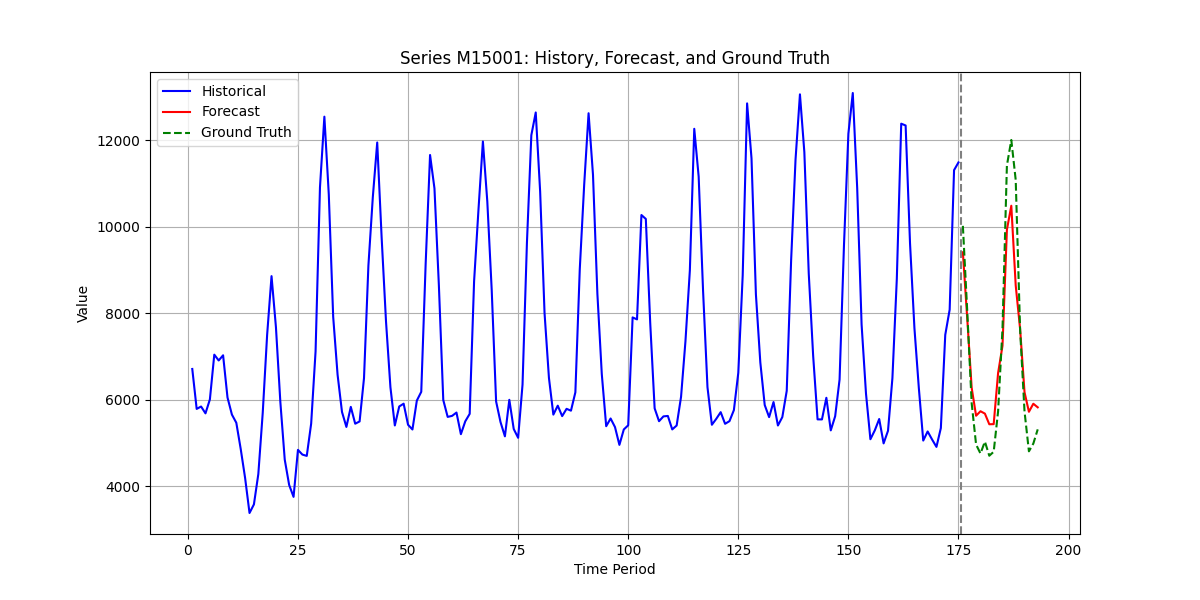 Series M15001: History, Forecast, and Ground Truth
Historical
Forecast
Ground Truth
Value
12000
10000
8000
6000
4000
0 25 50 75 100 125 150 175 200
Time Period